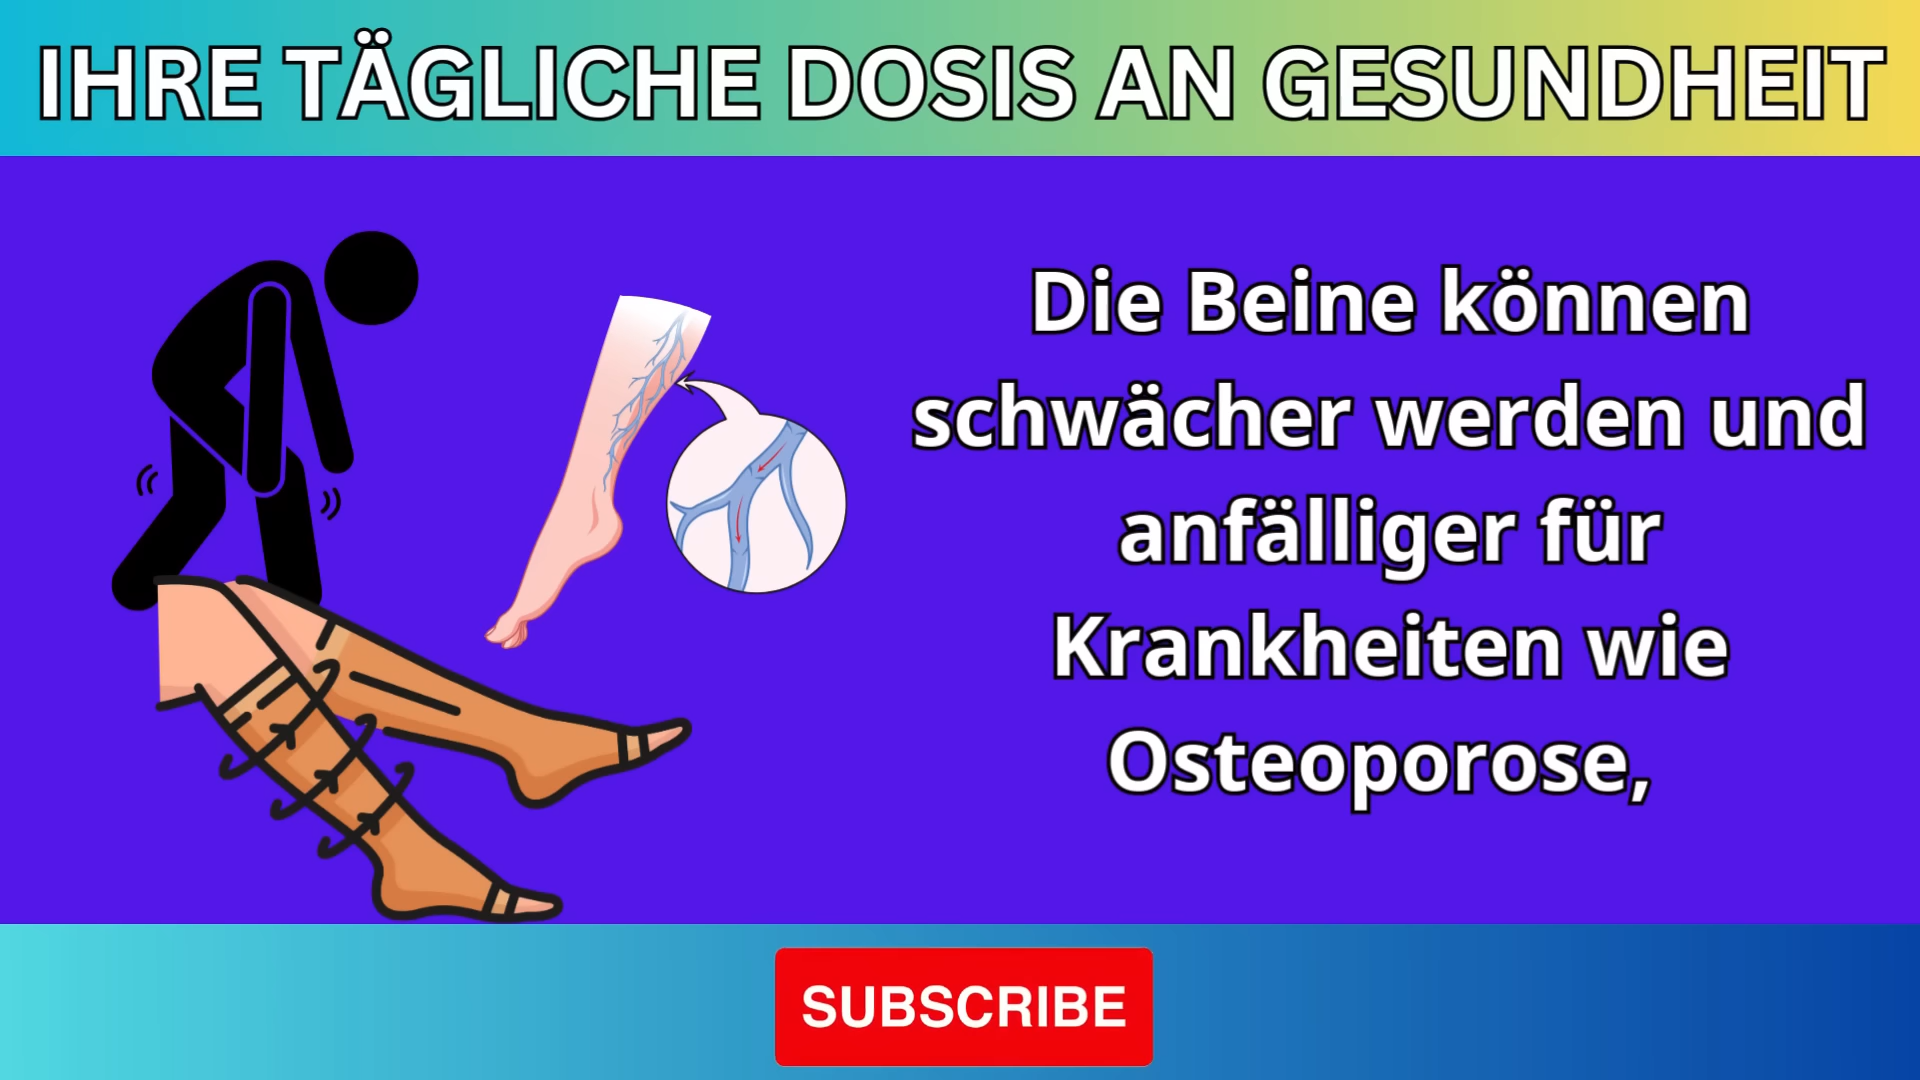 IHRE TÄGLICHE DOSIS AN GESUNDHEIT
Die Beine können
schwächer werden und
anfälliger für
Krankheiten wie
Osteoporose,
SUBSCRIBE